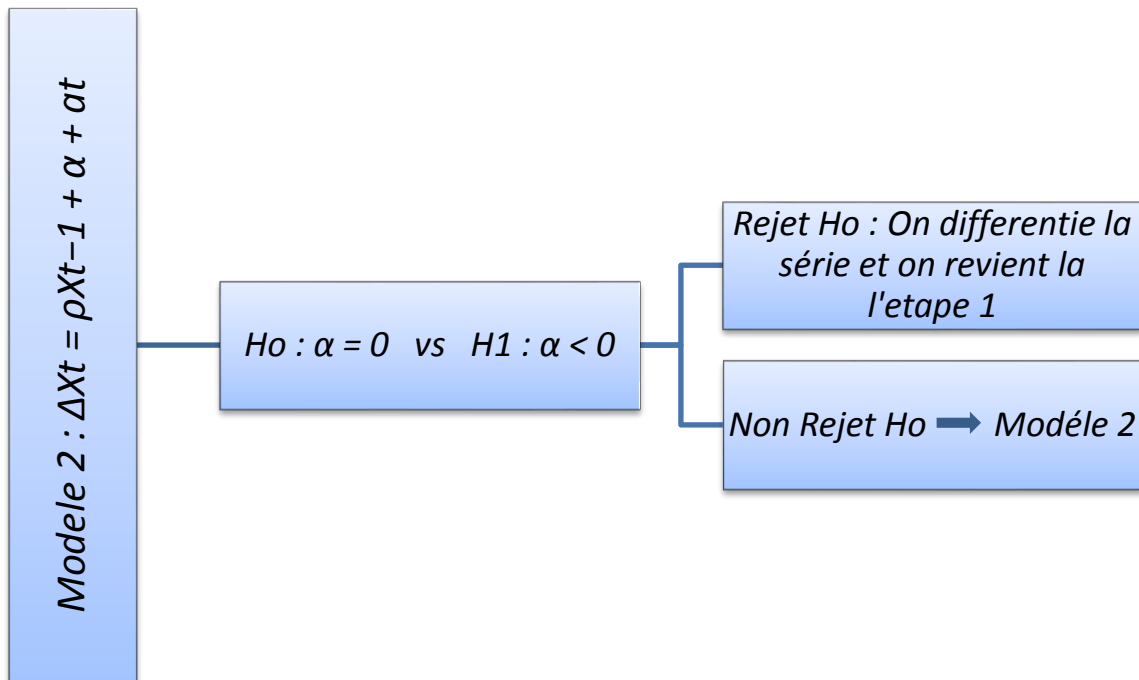 Modele 2 : ΔXt = ρXt−1 + α + at
Ho : α = 0 vs H1 : α < 0
Rejet Ho : On differentie la
série et on revient la
l'etape 1
Non Rejet Ho ➡ Modéle 2